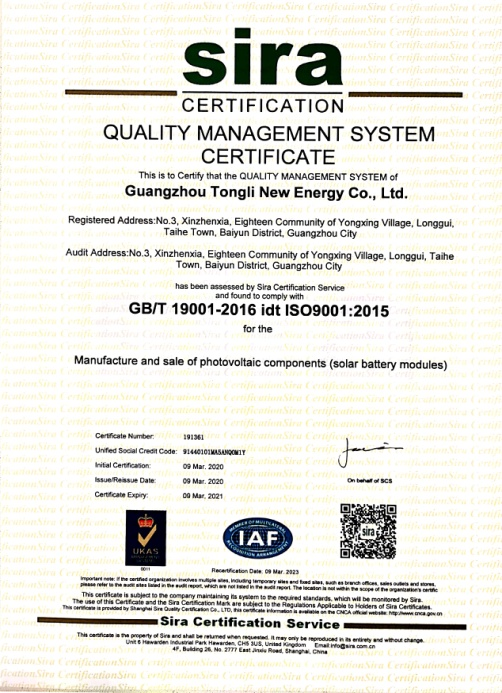 sira
CERTIFICATION
QUALITY MANAGEMENT SYSTEM
CERTIFICATE
This is to Certify that the QUALITY MANAGEMENT SYSTEM of
Guangzhou Tongli New Energy Co., Ltd.
Registered Address:No.3, Xinzhenxia, Eighteen Community of Yongxing Village, Longgui,
Taihe Town, Baiyun District, Guangzhou City
Audit Address:No.3, Xinzhenxia, Eighteen Community of Yongxing Village, Longgui, Taihe
Town, Baiyun District, Guangzhou City
has been assessed by Sira Certification Service
and found to comply with
GB/T 19001-2016 idt ISO9001:2015
for the
Manufacture and sale of photovoltaic components (solar battery modules)
Certificate Number: 191361
Unified Social Credit Code:
Initial Certification: 09 Mar. 2020
Issue/Reissue Date: 09 Mar. 2020
Certificate Expiry: 09 Mar. 2021
On behalf of SCS
UKAS
0011
MEMBER OF MULTILATERAL
RECOGNITION ARRANGEMENT
IAF
sira
Recertification Date: 09 Mar. 2023
Important note: If the certified organization involves multiple sites, including temporary sites and fixed sites, such as branch offices, sales outlets and stores,
please refer to the audit sites listed in the audit report, which are not listed in the audit report. The location is not within the scope of the organization's certific
This certificate is subject to the company maintaining its system to the required standards, which will be monitored by Sira.
The use of this Certificate and the Sira Certification Mark are subject to the Regulations Applicable to Holders of Sira Certificates.
This certificate is provided by Shanghai Sira Quality Certification Co., LTD, this certificate information is available on the CNCA official website: http://www.cnca.gov.cn
Sira Certification Service
This certificate is the property of Sira and shall be returned when requested. It may only be reproduced in its entirety and without change.
Unit 6 Hawarden Industrial Park Hawarden, CH5 3US, United Kingdom Email:info@sira.com.cn
4F, Building 26, No. 2777 East Jinxiu Road, Shanghai, China